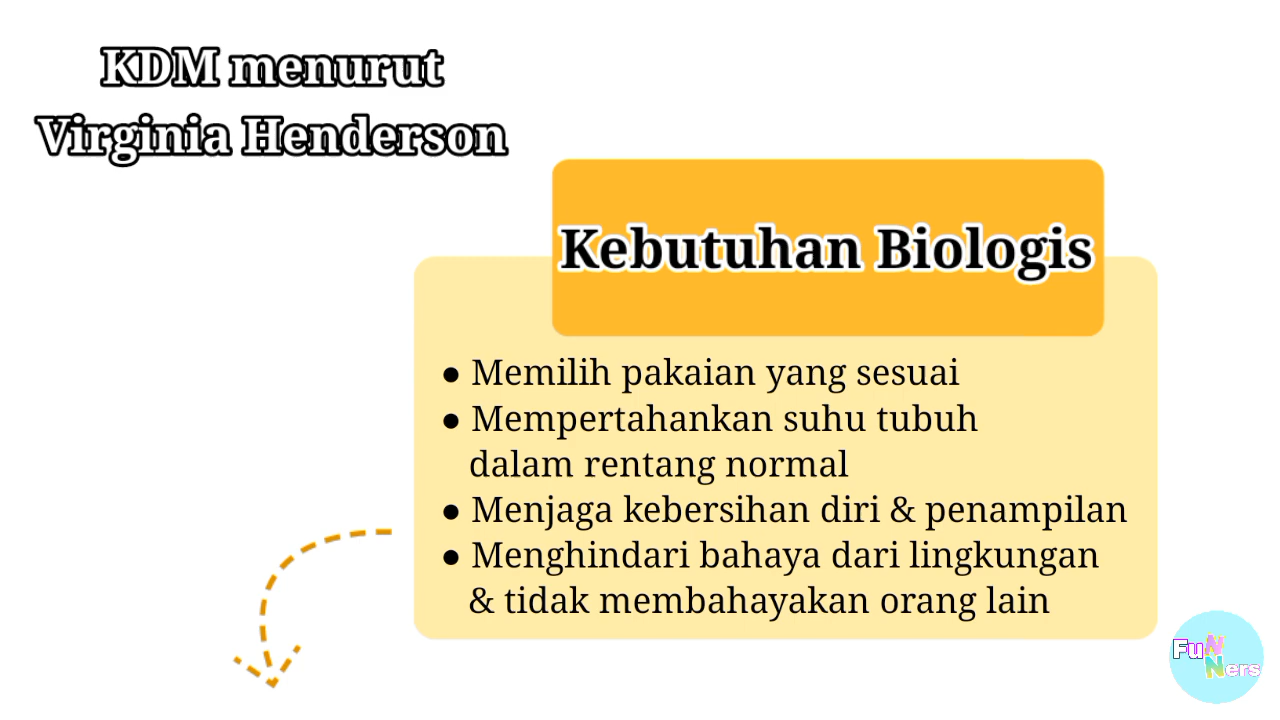 KDM menurut
Virginia Henderson
Kebutuhan Biologis
● Memilih pakaian yang sesuai
● Mempertahankan suhu tubuh
dalam rentang normal
● Menjaga kebersihan diri & penampilan
● Menghindari bahaya dari lingkungan
& tidak membahayakan orang lain
FuN
Ners